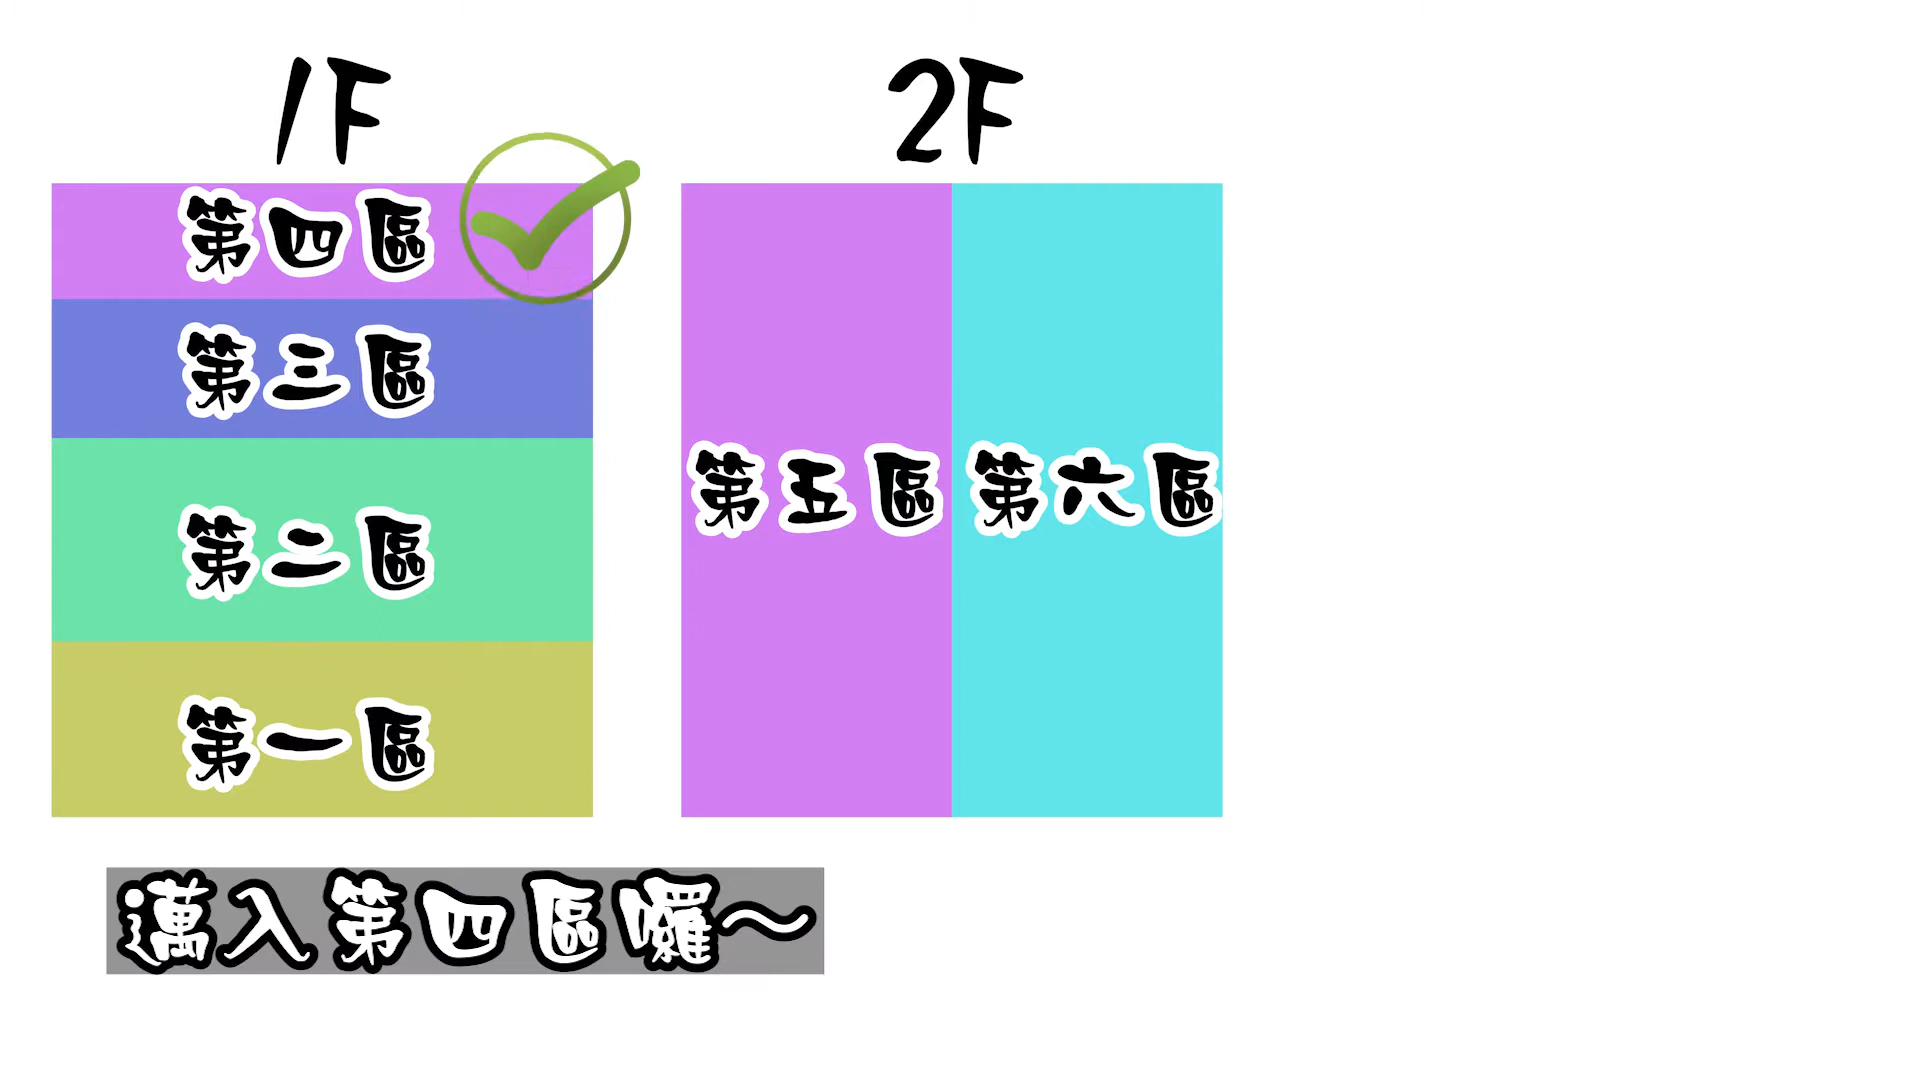 1F
第四區
第三區
第二區
第一區
2F
第五區
第六區
邁入第四區囉～